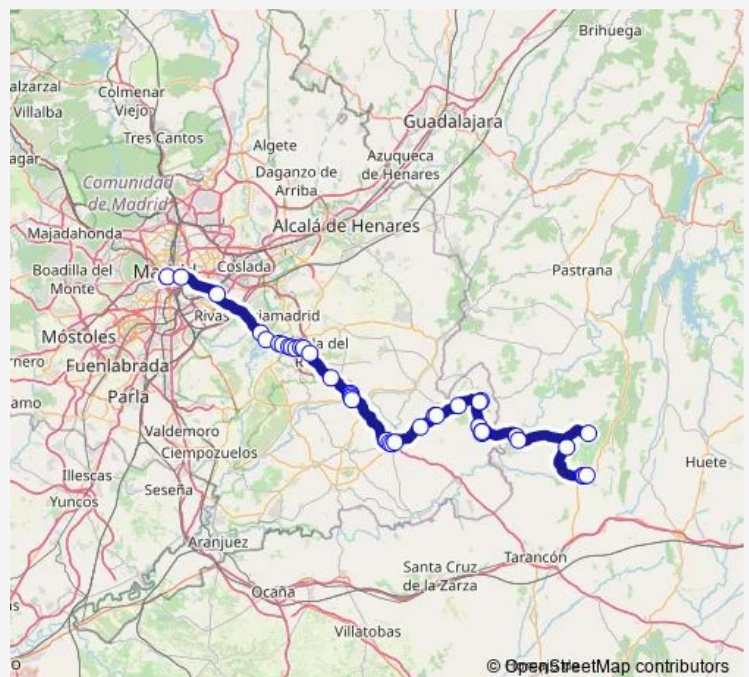 Brihuega
alzarzal
Colmenar
Viejo
Villalba
Guadalajara
Tres Cantos
agar
Algete
Azuqueca
de Henares
Daganzo de
Arriba
Comunidad
de Madrid
Alcalá de Henares
Majadahonda
Coslada
Boadilla del
Monte
Pastrana
Móstoles
nero
Fuenlabrada
Parla
amo
Valdemoro
Ciempozuelos
Huete
Illescas
Seseña
Yuncos
Aranjuez
Tarancón
Santa Cruz
de la Zarza
Ocaña
Villatobas
© OpenStreetMap contributors